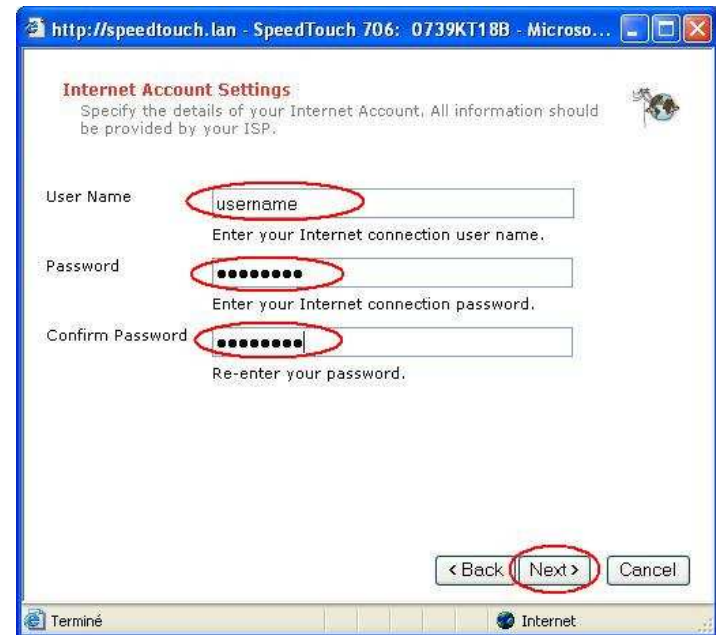 http://speedtouch.lan - SpeedTouch 706: 0739KT18B - Microso...
Internet Account Settings
Specify the details of your Internet Account. All information should
be provided by your ISP.
User Name
username
Enter your Internet connection user name.
Password
●●●●●●●●
Enter your Internet connection password.
Confirm Password
●●●●●●●●
Re-enter your password.
< Back Next > Cancel
Terminé Internet